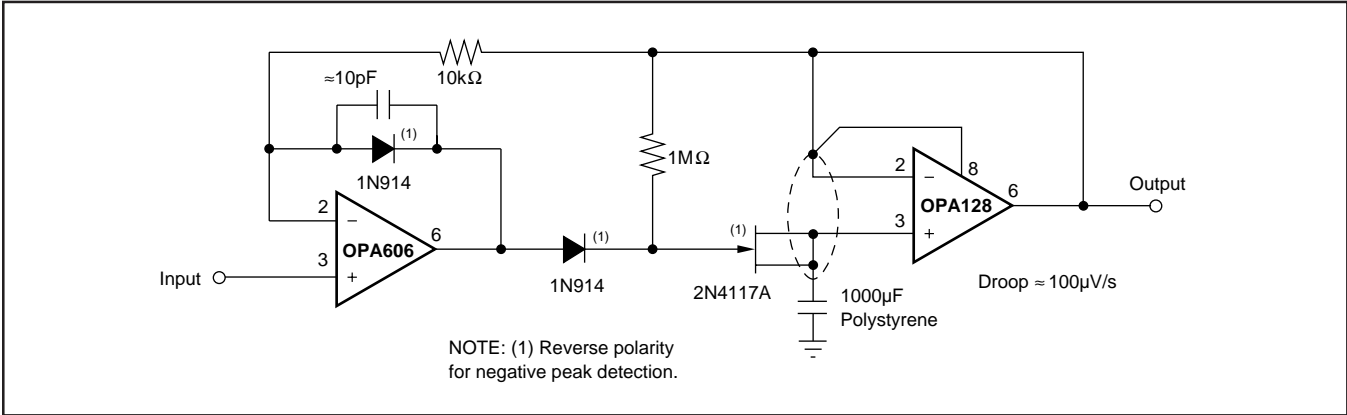 10kΩ
≈10pF
(1)
1N914
1MΩ
2
3
6
OPA606
Input
(1)
1N914
(1)
2N4117A
2
3
8
6
OPA128
Output
1000µF
Polystyrene
Droop ≈ 100µV/s
NOTE: (1) Reverse polarity
for negative peak detection.